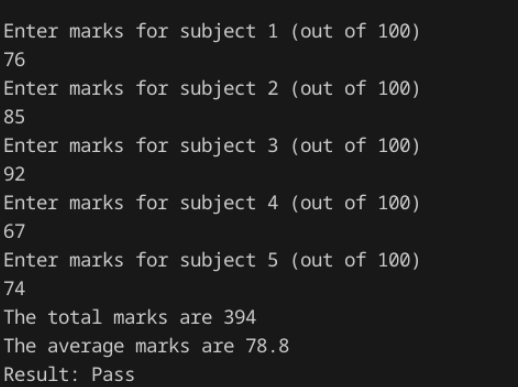 Enter marks for subject 1 (out of 100)
76
Enter marks for subject 2 (out of 100)
85
Enter marks for subject 3 (out of 100)
92
Enter marks for subject 4 (out of 100)
67
Enter marks for subject 5 (out of 100)
74
The total marks are 394
The average marks are 78.8
Result: Pass